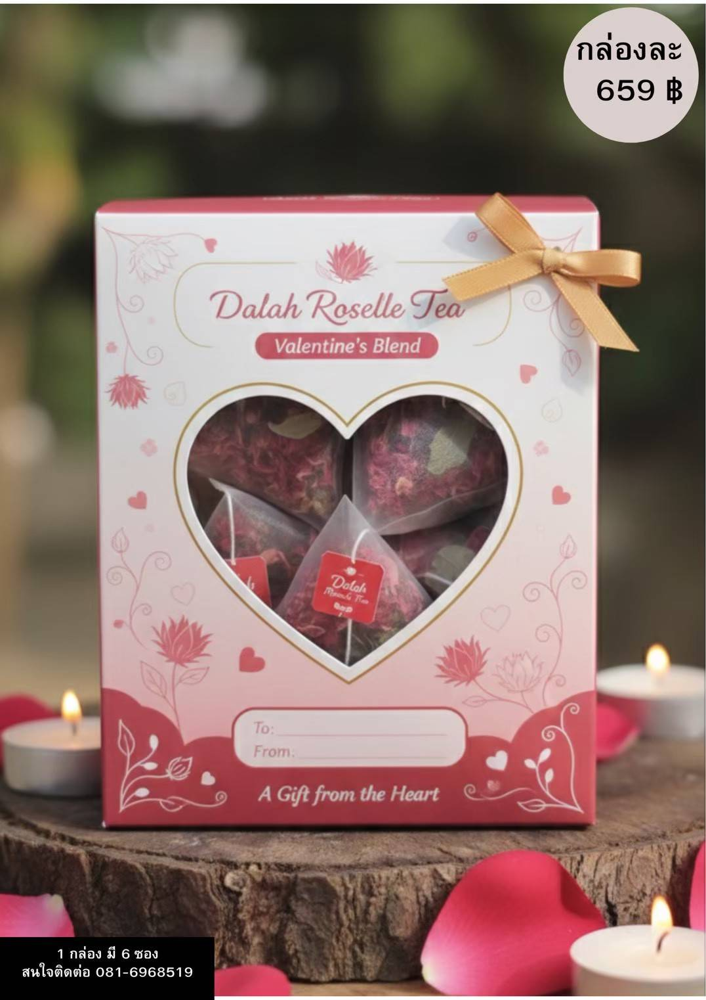 กล่องละ
659 ฿
Dalah Roselle Tea
Valentine's Blend
Dalah
To:
From:
A Gift from the Heart
1 กล่อง มี 6 ซอง
สนใจติดต่อ 081-6968519